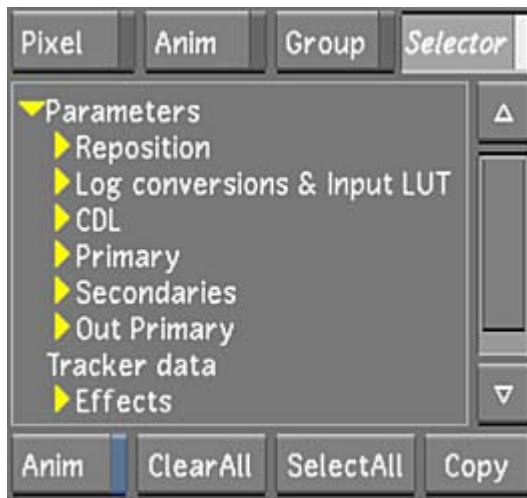 Pixel Anim Group Selector
Parameters
Reposition
Log conversions & Input LUT
CDL
Primary
Secondaries
Out Primary
Tracker data
Effects
Anim ClearAll SelectAll Copy